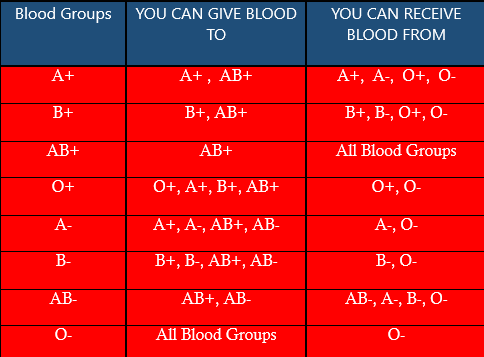 Blood Groups YOU CAN GIVE BLOOD TO YOU CAN RECEIVE BLOOD FROM
A+ A+ , AB+ A+, A-, O+, O-
B+ B+, AB+ B+, B-, O+, O-
AB+ AB+ All Blood Groups
O+ O+, A+, B+, AB+ O+, O-
A- A+, A-, AB+, AB- A-, O-
B- B+, B-, AB+, AB- B-, O-
AB- AB+, AB- AB-, A-, B-, O-
O- All Blood Groups O-